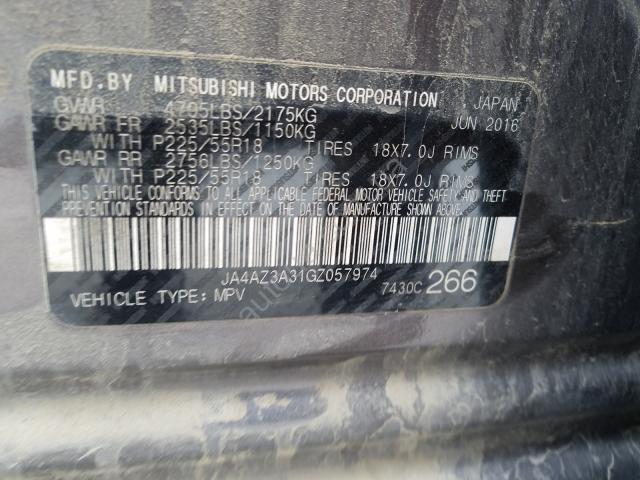 MFD.BY MITSUBISHI MOTORS CORPORATION JAPAN
GVWR 4795LBS/2175KG JUN 2016
GAWR FR 2535LBS/1150KG
WITH P225/55R18 TIRES 18X7.0J RIMS
GAWR RR 2756LBS/1250KG
WITH P225/55R18 TIRES 18X7.0J RIMS
THIS VEHICLE CONFORMS TO ALL APPLICABLE FEDERAL MOTOR VEHICLE SAFETY AND THEFT
PREVENTION STANDARDS IN EFFECT ON THE DATE OF MANUFACTURE SHOWN ABOVE.
JA4AZ3A31GZ057974
VEHICLE TYPE: MPV 7430C 266